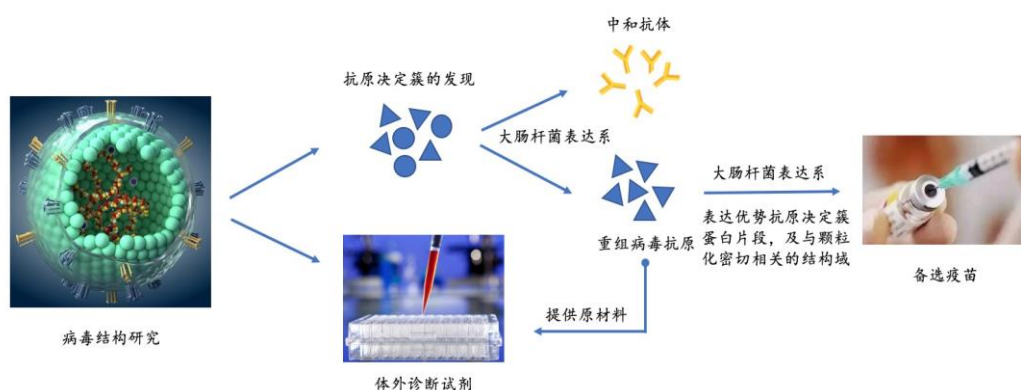 中和抗体
抗原决定簇的发现
大肠杆菌表达系
大肠杆菌表达系
表达优势抗原决定簇
蛋白片段，及与颗粒
化密切相关的结构域
重组病毒抗原
备选疫苗
提供原材料
病毒结构研究
体外诊断试剂